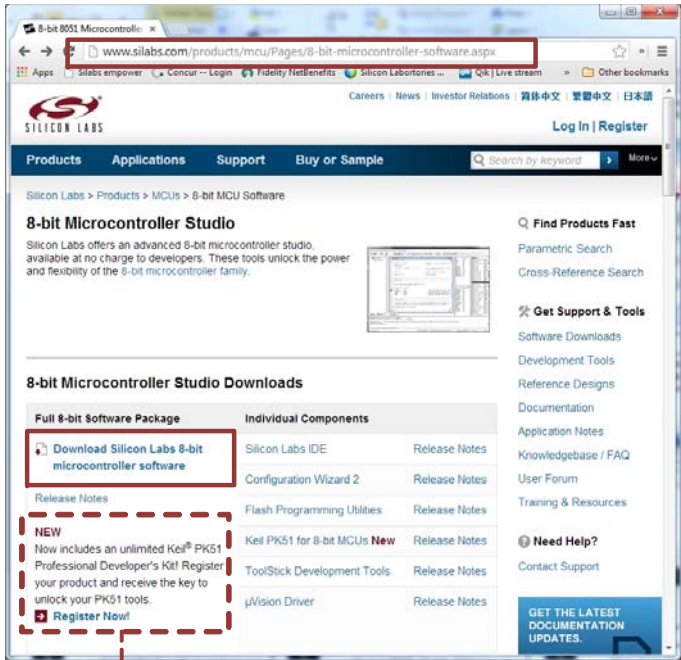 8-bit 8051 Microcontrolle
www.silabs.com/products/mcu/Pages/8-bit-microcontroller-software.aspx
Apps Silabs empower Concur -- Login Fidelity NetBenefits Silicon Labortories ... Qik | Live stream » Other bookmarks
Careers News Investor Relations 简体中文 繁體中文 日本語
SILICON LABS
Log In | Register
Products Applications Support Buy or Sample Search by keyword More
Silicon Labs > Products > MCUs > 8-bit MCU Software
8-bit Microcontroller Studio
Silicon Labs offers an advanced 8-bit microcontroller studio,
available at no charge to developers. These tools unlock the power
and flexibility of the 8-bit microcontroller family.
Find Products Fast
Parametric Search
Cross-Reference Search
Get Support & Tools
Software Downloads
Development Tools
Reference Designs
Documentation
Application Notes
Knowledgebase / FAQ
User Forum
Training & Resources
Need Help?
Contact Support
GET THE LATEST
DOCUMENTATION
UPDATES.
8-bit Microcontroller Studio Downloads
Full 8-bit Software Package
Download Silicon Labs 8-bit
microcontroller software
Release Notes
NEW
Now includes an unlimited Keil® PK51
Professional Developer's Kit! Register
your product and receive the key to
unlock your PK51 tools.
Register Now!
Individual Components
Silicon Labs IDE Release Notes
Configuration Wizard 2 Release Notes
Flash Programming Utilities Release Notes
Keil PK51 for 8-bit MCUs New Release Notes
ToolStick Development Tools Release Notes
µVision Driver Release Notes